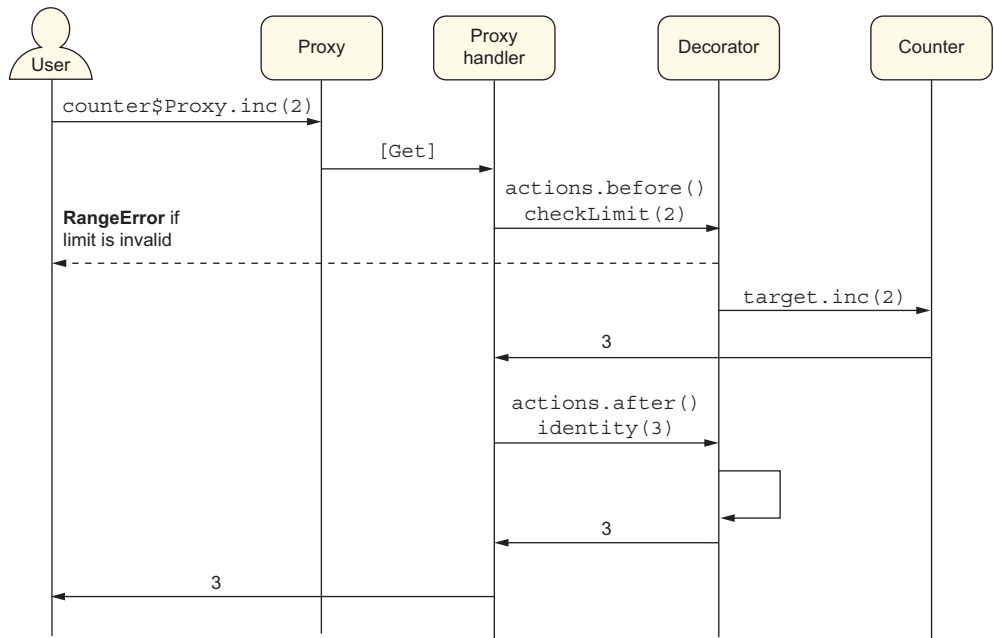 User
Proxy
Proxy
handler
Decorator
Counter
counter$Proxy.inc(2)
[Get]
actions.before()
checkLimit(2)
RangeError if
limit is invalid
target.inc(2)
3
actions.after()
identity(3)
3
3